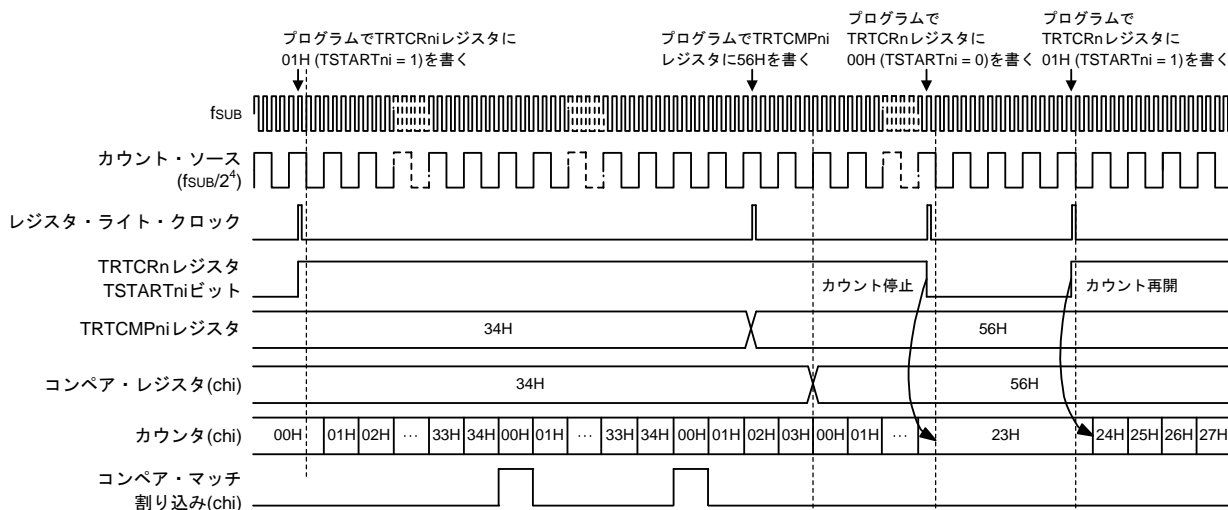 プログラムでTRTCRniレジスタに
01H (TSTARTni = 1)を書く
プログラムでTRTCMPni
レジスタに56Hを書く
プログラムで
TRTCRnレジスタに
00H (TSTARTni = 0)を書く
プログラムで
TRTCRnレジスタに
01H (TSTARTni = 1)を書く
fSUB
カウント・ソース
(fSUB/2⁴)
レジスタ・ライト・クロック
TRTCRnレジスタ
TSTARTniビット
カウント停止
カウント再開
TRTCMPniレジスタ
34H
56H
コンペア・レジスタ(chi)
34H
56H
カウンタ(chi)
00H 01H 02H … 33H 34H 00H 01H … 33H 34H 00H 01H 02H 03H 00H 01H … 23H 24H 25H 26H 27H
コンペア・マッチ
割り込み(chi)